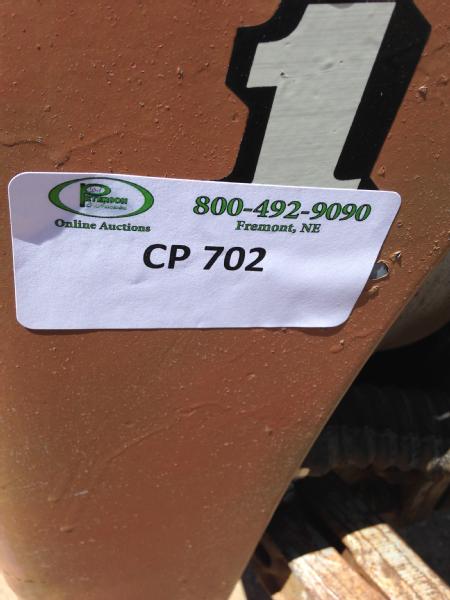 1
PETERSON
800-492-9090
Online Auctions
Fremont, NE
CP 702